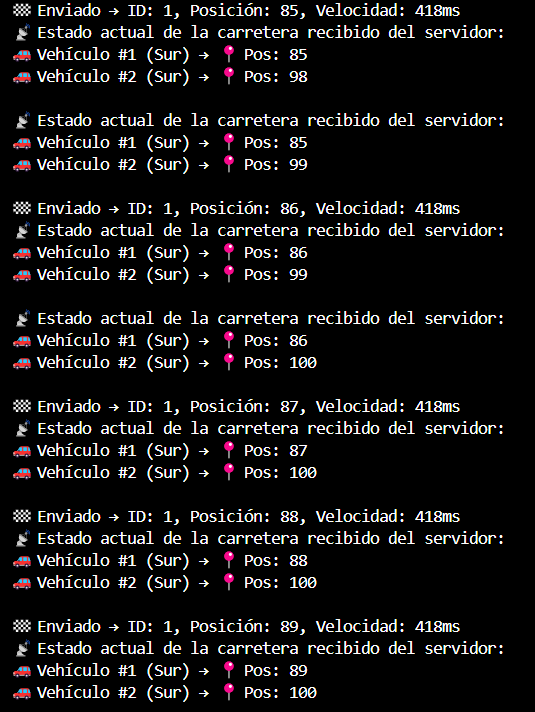 🏁 Enviado → ID: 1, Posición: 85, Velocidad: 418ms
📡 Estado actual de la carretera recibido del servidor:
🚗 Vehículo #1 (Sur) → 📍 Pos: 85
🚗 Vehículo #2 (Sur) → 📍 Pos: 98
📡 Estado actual de la carretera recibido del servidor:
🚗 Vehículo #1 (Sur) → 📍 Pos: 85
🚗 Vehículo #2 (Sur) → 📍 Pos: 99
🏁 Enviado → ID: 1, Posición: 86, Velocidad: 418ms
📡 Estado actual de la carretera recibido del servidor:
🚗 Vehículo #1 (Sur) → 📍 Pos: 86
🚗 Vehículo #2 (Sur) → 📍 Pos: 99
📡 Estado actual de la carretera recibido del servidor:
🚗 Vehículo #1 (Sur) → 📍 Pos: 86
🚗 Vehículo #2 (Sur) → 📍 Pos: 100
🏁 Enviado → ID: 1, Posición: 87, Velocidad: 418ms
📡 Estado actual de la carretera recibido del servidor:
🚗 Vehículo #1 (Sur) → 📍 Pos: 87
🚗 Vehículo #2 (Sur) → 📍 Pos: 100
🏁 Enviado → ID: 1, Posición: 88, Velocidad: 418ms
📡 Estado actual de la carretera recibido del servidor:
🚗 Vehículo #1 (Sur) → 📍 Pos: 88
🚗 Vehículo #2 (Sur) → 📍 Pos: 100
🏁 Enviado → ID: 1, Posición: 89, Velocidad: 418ms
📡 Estado actual de la carretera recibido del servidor:
🚗 Vehículo #1 (Sur) → 📍 Pos: 89
🚗 Vehículo #2 (Sur) → 📍 Pos: 100